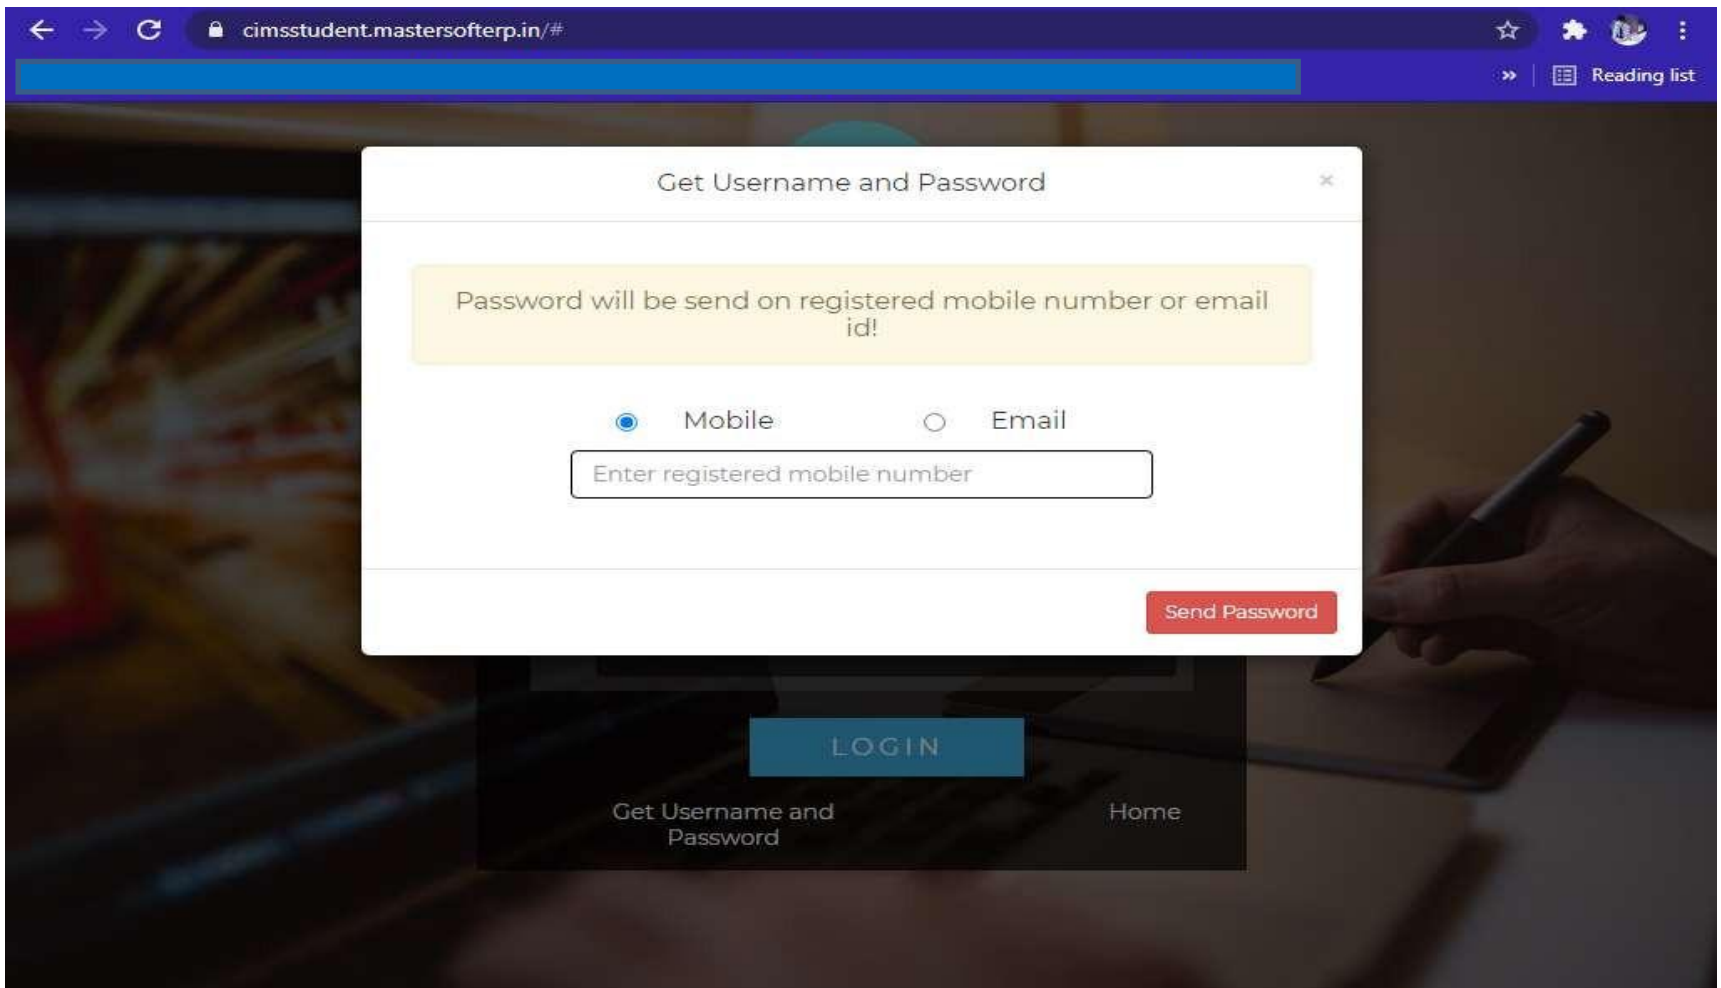 cimsstudent.mastersofterp.in/#
» Reading list
Get Username and Password ×
Password will be send on registered mobile number or email
id!
Mobile Email
Enter registered mobile number
Send Password
LOGIN
Get Username and Home
Password